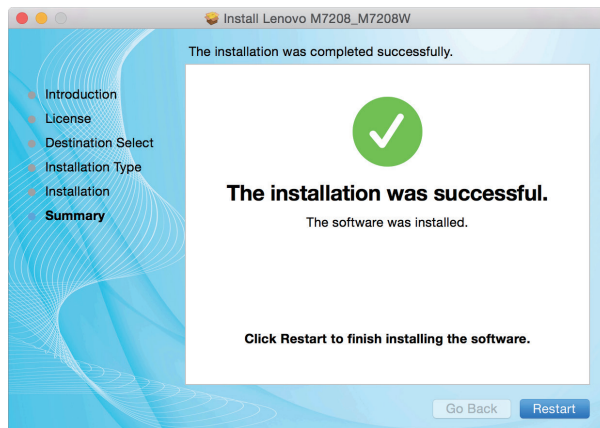 Install Lenovo M7208_M7208W
The installation was completed successfully.
Introduction
License
Destination Select
Installation Type
Installation
Summary
The installation was successful.
The software was installed.
Click Restart to finish installing the software.
Go Back
Restart